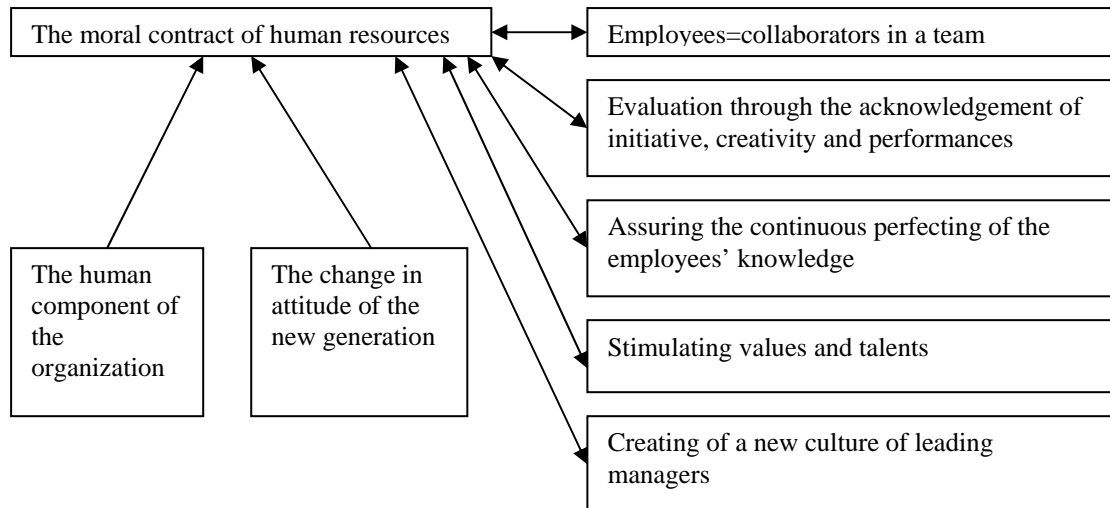 The moral contract of human resources
Employees=collaborators in a team
Evaluation through the acknowledgement of
initiative, creativity and performances
Assuring the continuous perfecting of the
employees’ knowledge
The human
component of
the
organization
The change in
attitude of the
new generation
Stimulating values and talents
Creating of a new culture of leading
managers